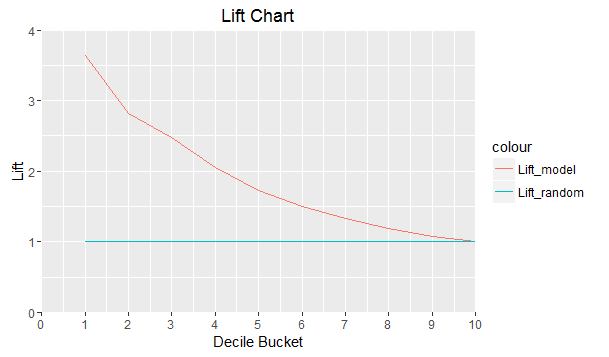 Lift Chart
4
3
2
1
0
Lift
0 1 2 3 4 5 6 7 8 9 10
Decile Bucket
colour
Lift_model
Lift_random